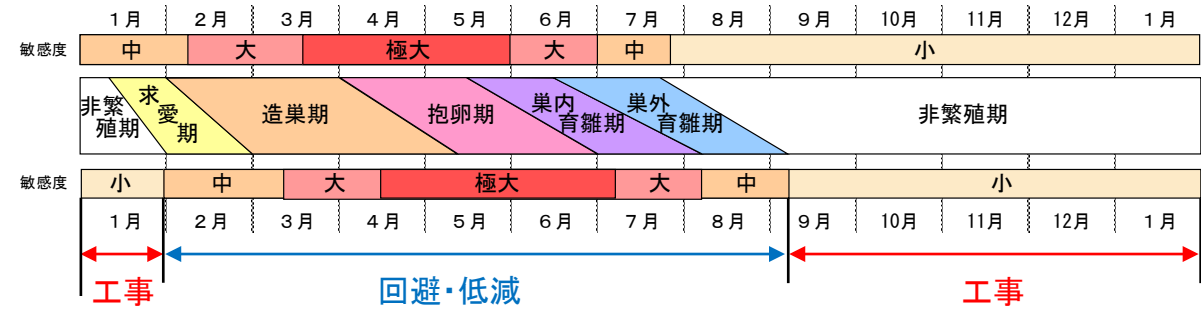 １月 ２月 ３月 ４月 ５月 ６月 ７月 ８月 ９月 10月 11月 12月 １月
敏感度 中 大 極大 大 中 小
非繁殖期 求愛期 造巣期 抱卵期 巣内育雛期 巣外育雛期 非繁殖期
敏感度 小 中 大 極大 大 中 小
１月 ２月 ３月 ４月 ５月 ６月 ７月 ８月 ９月 10月 11月 12月 １月
工事 回避・低減 工事